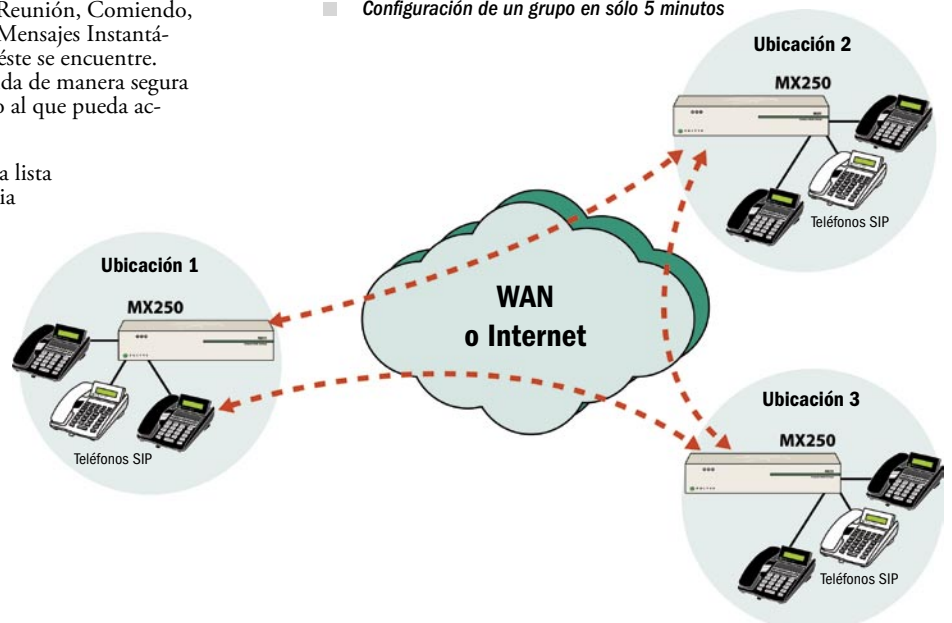 Reunión, Comiendo,
Mensajes Instantá-
éste se encuentre.
da de manera segura
o al que pueda ac-
a lista
ia
Configuración de un grupo en sólo 5 minutos
Ubicación 2
MX250
Teléfonos SIP
Ubicación 1
MX250
Teléfonos SIP
WAN
o Internet
Ubicación 3
MX250
Teléfonos SIP